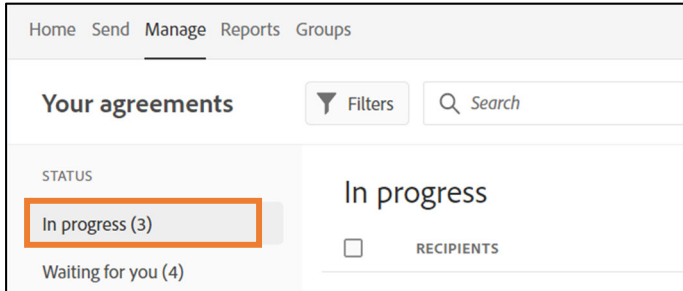 Home Send Manage Reports Groups
Your agreements
Filters
Search
STATUS
In progress (3)
Waiting for you (4)
In progress
RECIPIENTS